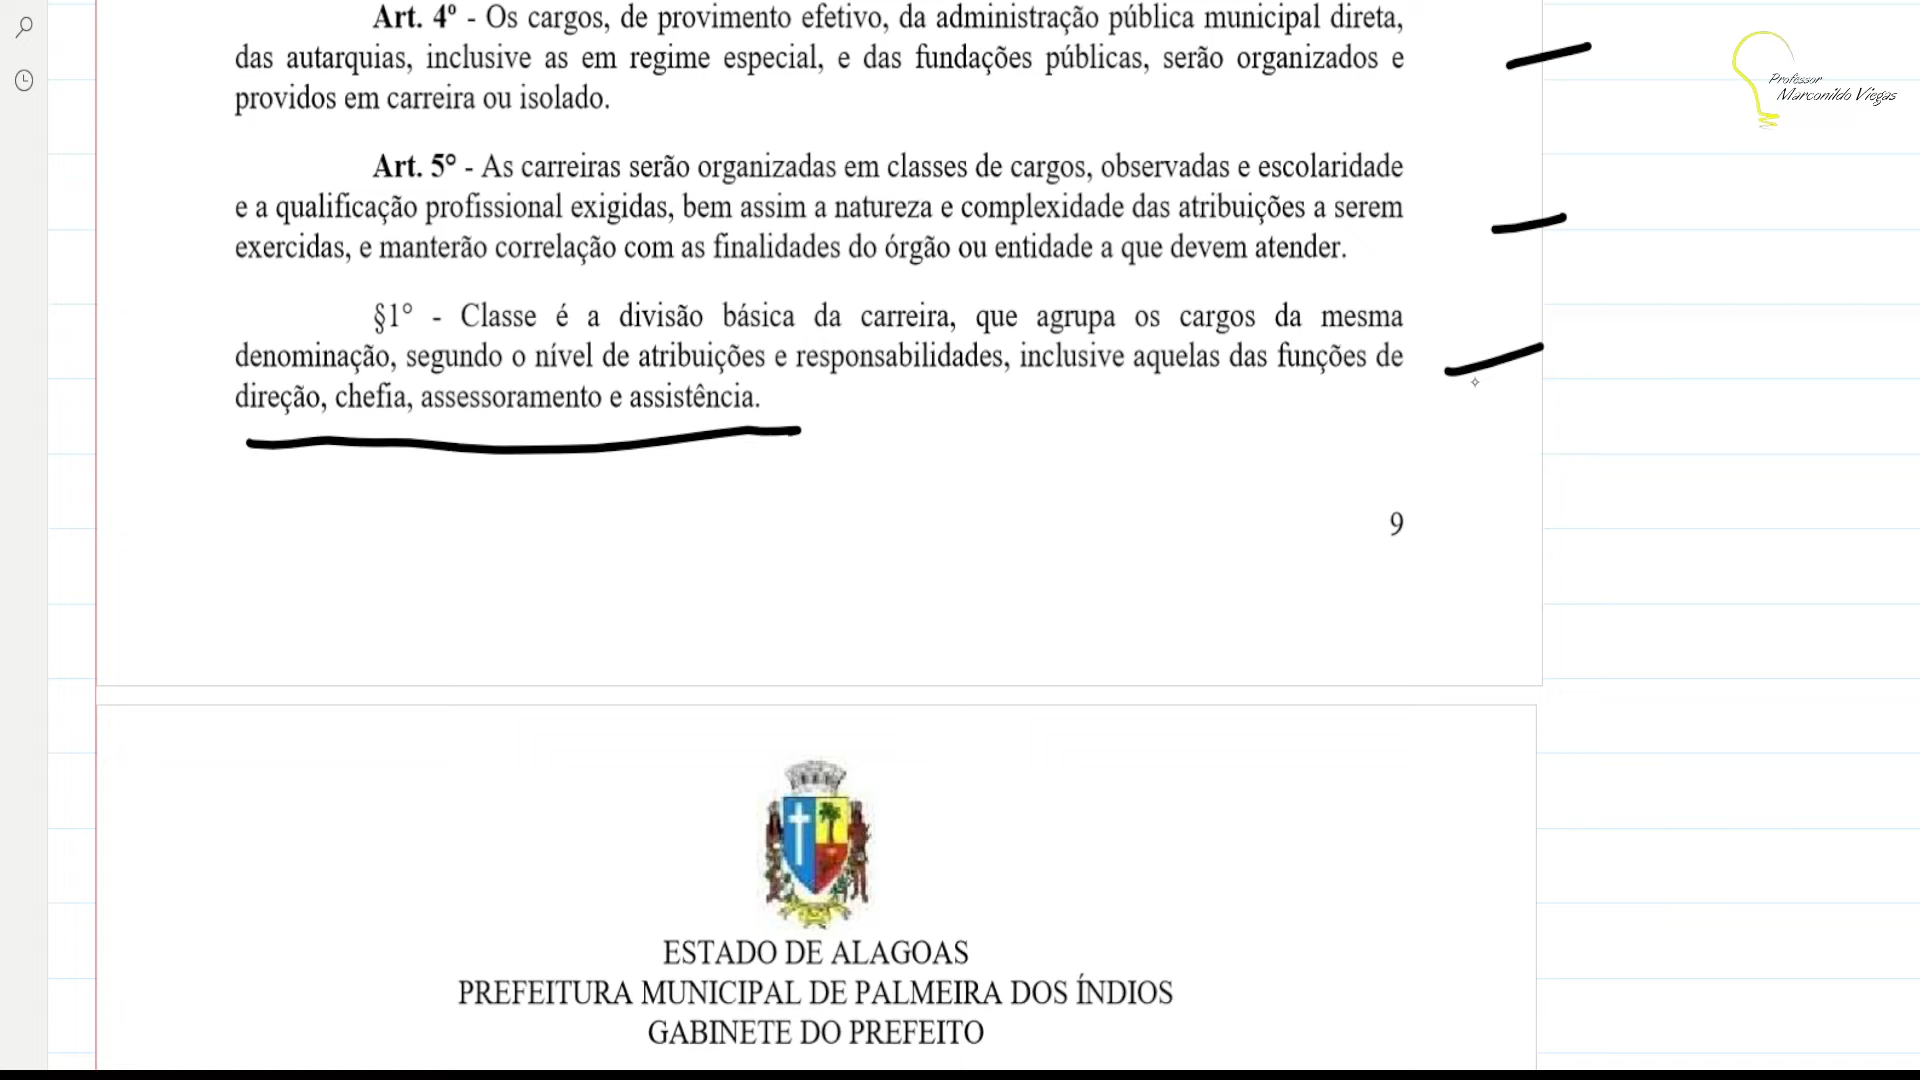 Art. 4º - Os cargos, de provimento efetivo, da administração pública municipal direta,
das autarquias, inclusive as em regime especial, e das fundações públicas, serão organizados e
providos em carreira ou isolado.
Art. 5° - As carreiras serão organizadas em classes de cargos, observadas e escolaridade
e a qualificação profissional exigidas, bem assim a natureza e complexidade das atribuições a serem
exercidas, e manterão correlação com as finalidades do órgão ou entidade a que devem atender.
§1° - Classe é a divisão básica da carreira, que agrupa os cargos da mesma
denominação, segundo o nível de atribuições e responsabilidades, inclusive aquelas das funções de
direção, chefia, assessoramento e assistência.
9
ESTADO DE ALAGOAS
PREFEITURA MUNICIPAL DE PALMEIRA DOS ÍNDIOS
GABINETE DO PREFEITO
Professor
Marconildo Viegas